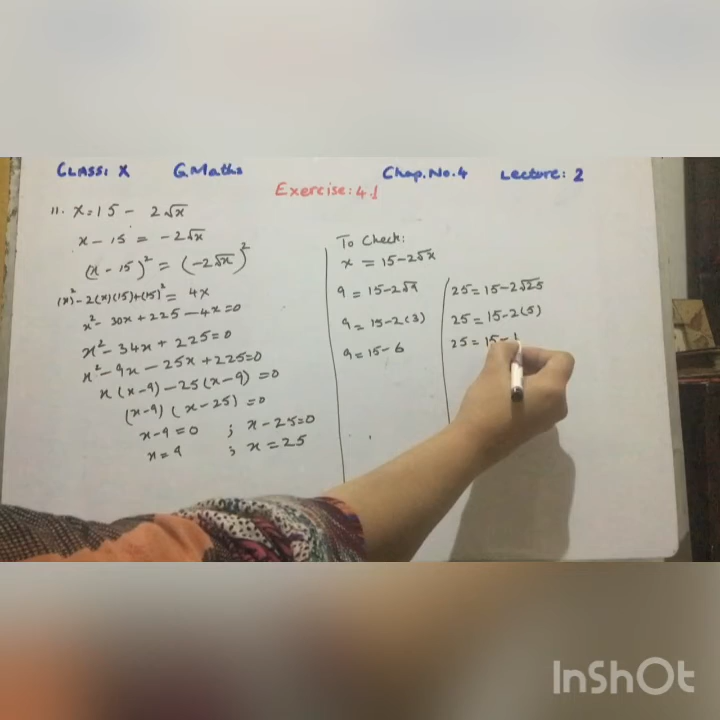 CLASS: X G.Maths Chap.No.4 Lecture: 2
Exercise: 4.1
11. x=15 - 2√x
x - 15 = -2√x
(x - 15)² = (-2√x)²
(x)² - 2(x)(15)+(15)² = 4x
x² - 30x + 225 - 4x = 0
x² - 34x + 225 = 0
x² - 9x - 25x + 225 = 0
x (x-9) - 25(x-9) = 0
(x-9) (x-25) = 0
x-9 = 0 ; x-25=0
x = 9 ; x = 25
To Check:
x = 15-2√x
9 = 15-2√9
9 = 15-2(3)
9 = 15-6
25 = 15-2√25
25 = 15-2(5)
25 = 15-1
InShOt